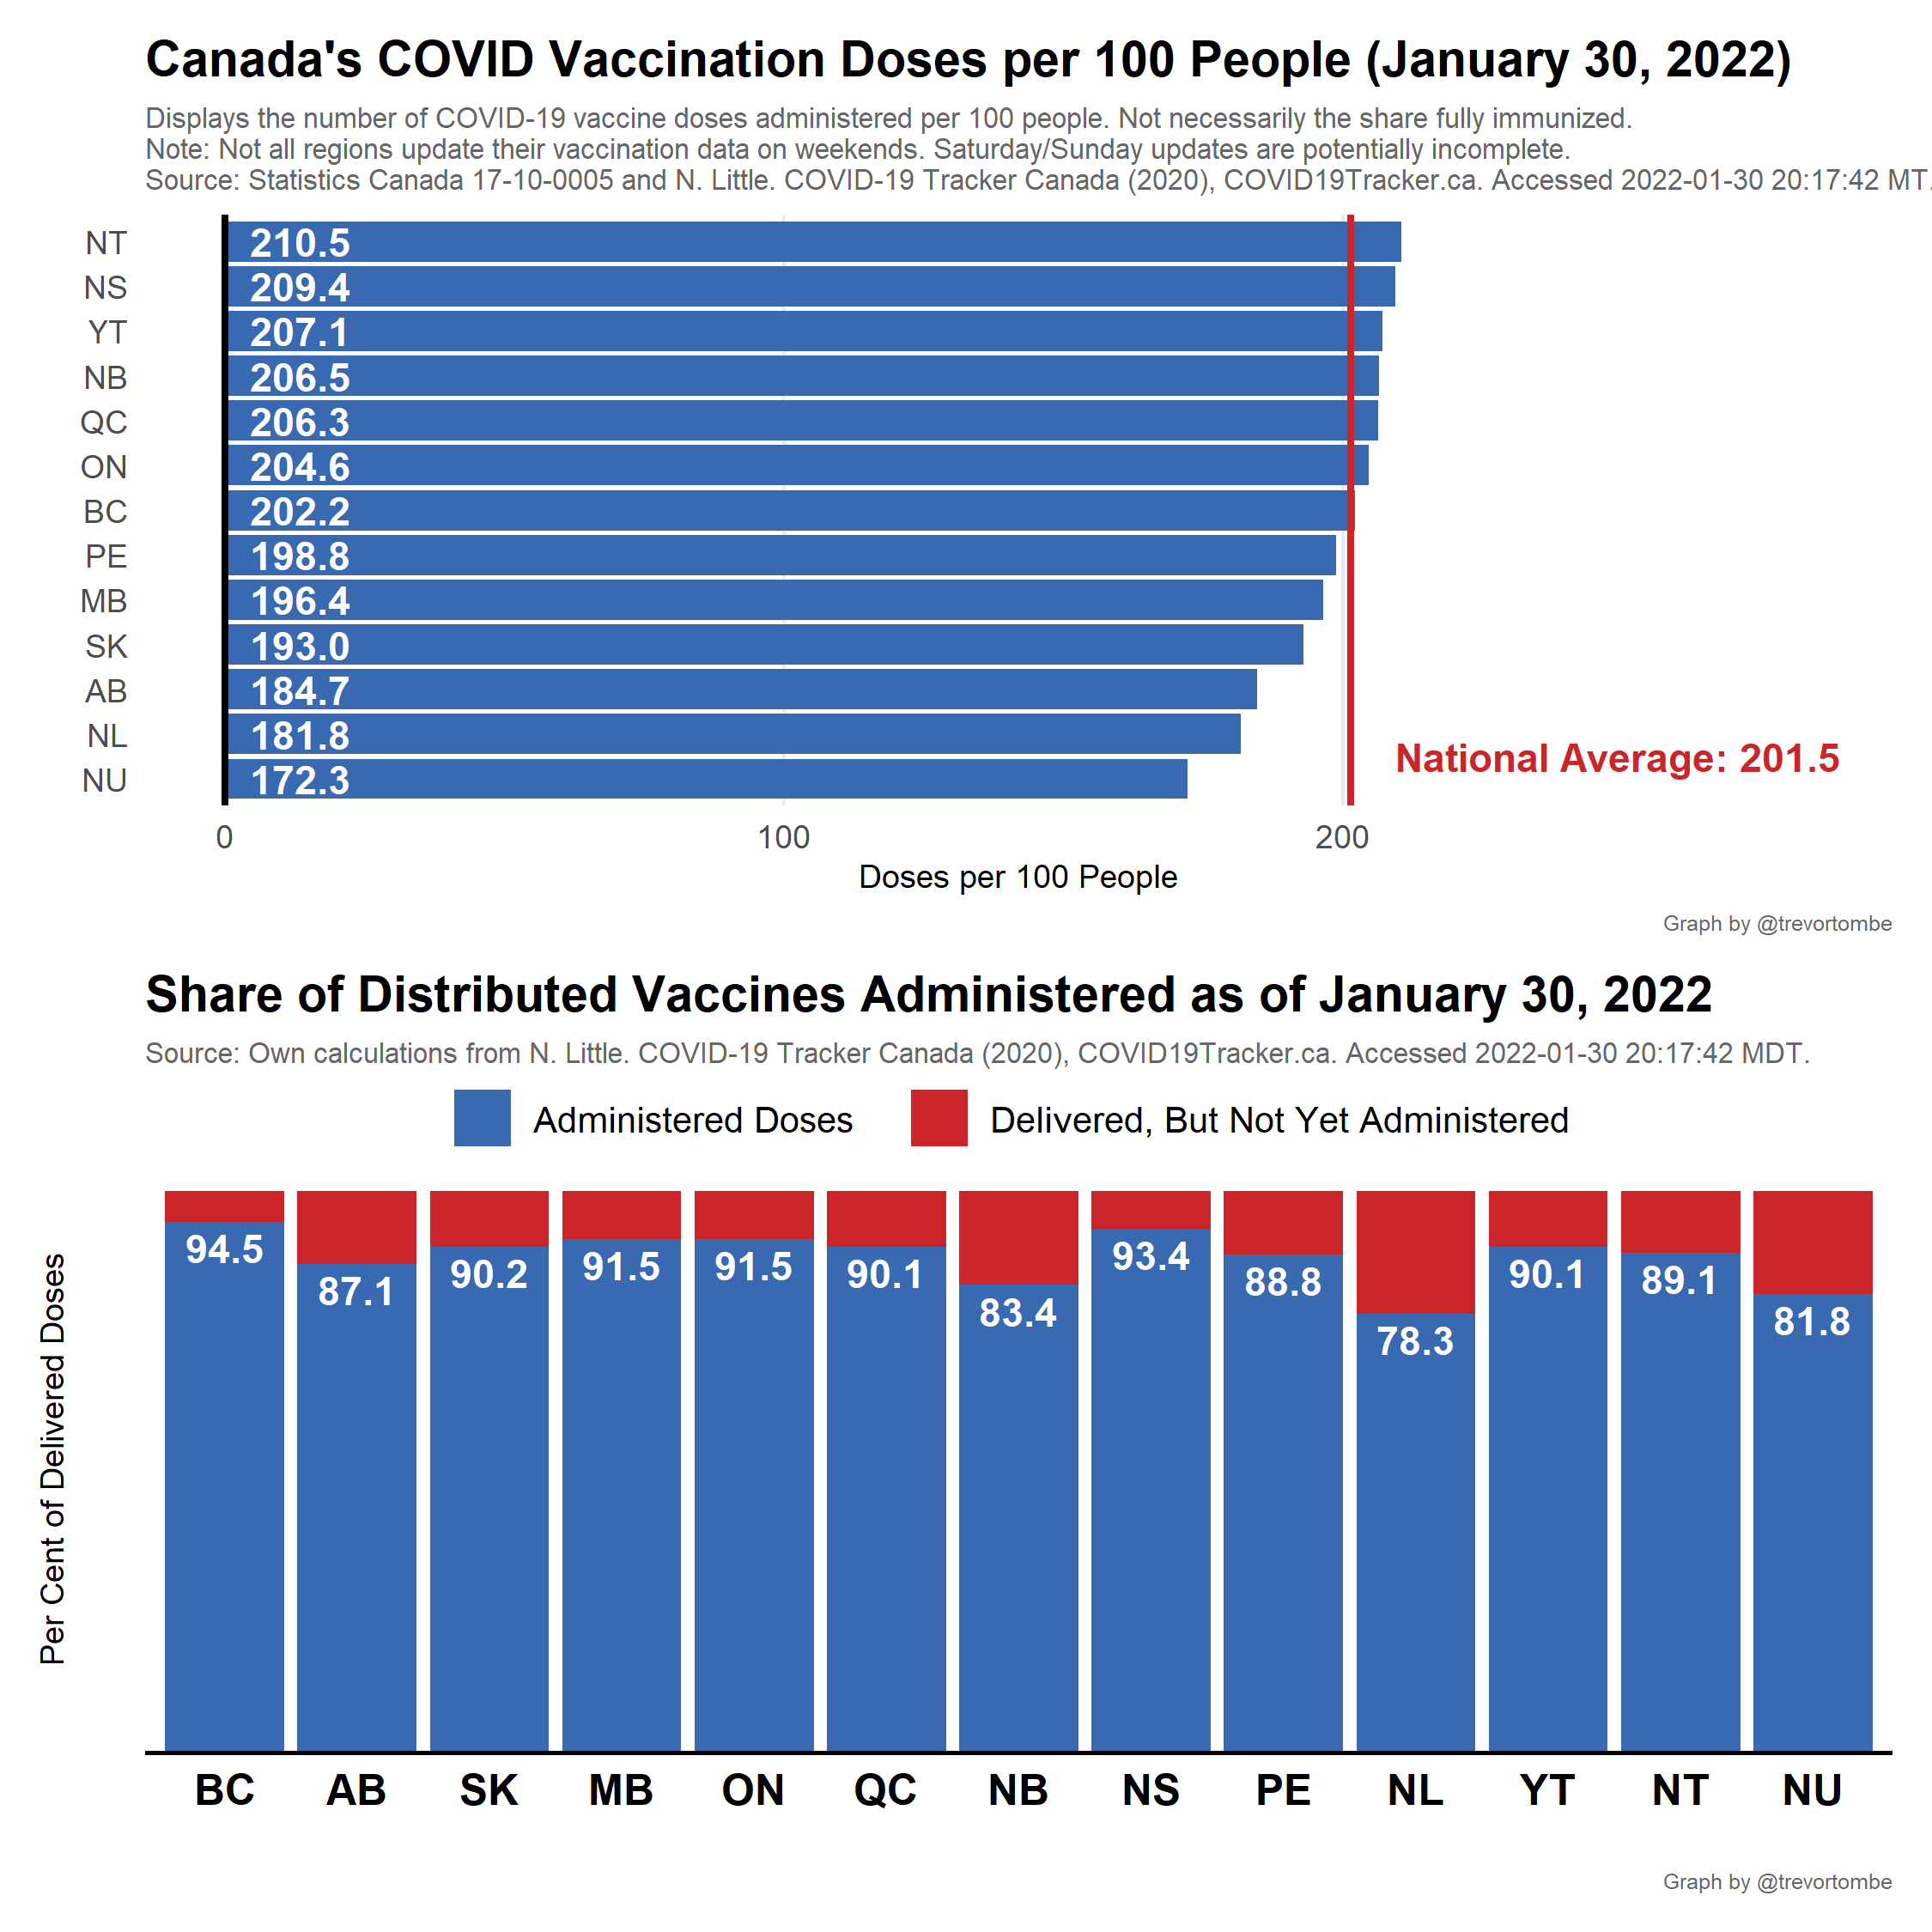 Canada's COVID Vaccination Doses per 100 People (January 30, 2022)
Displays the number of COVID-19 vaccine doses administered per 100 people. Not necessarily the share fully immunized.
Note: Not all regions update their vaccination data on weekends. Saturday/Sunday updates are potentially incomplete.
Source: Statistics Canada 17-10-0005 and N. Little. COVID-19 Tracker Canada (2020), COVID19Tracker.ca. Accessed 2022-01-30 20:17:42 MT.
NT 210.5
NS 209.4
YT 207.1
NB 206.5
QC 206.3
ON 204.6
BC 202.2
PE 198.8
MB 196.4
SK 193.0
AB 184.7
NL 181.8
National Average: 201.5
NU 172.3
0 100 200
Doses per 100 People
Graph by @trevortombe
Share of Distributed Vaccines Administered as of January 30, 2022
Source: Own calculations from N. Little. COVID-19 Tracker Canada (2020), COVID19Tracker.ca. Accessed 2022-01-30 20:17:42 MDT.
Administered Doses Delivered, But Not Yet Administered
Per Cent of Delivered Doses
94.5 87.1 90.2 91.5 91.5 90.1 83.4 93.4 88.8 78.3 90.1 89.1 81.8
BC AB SK MB ON QC NB NS PE NL YT NT NU
Graph by @trevortombe